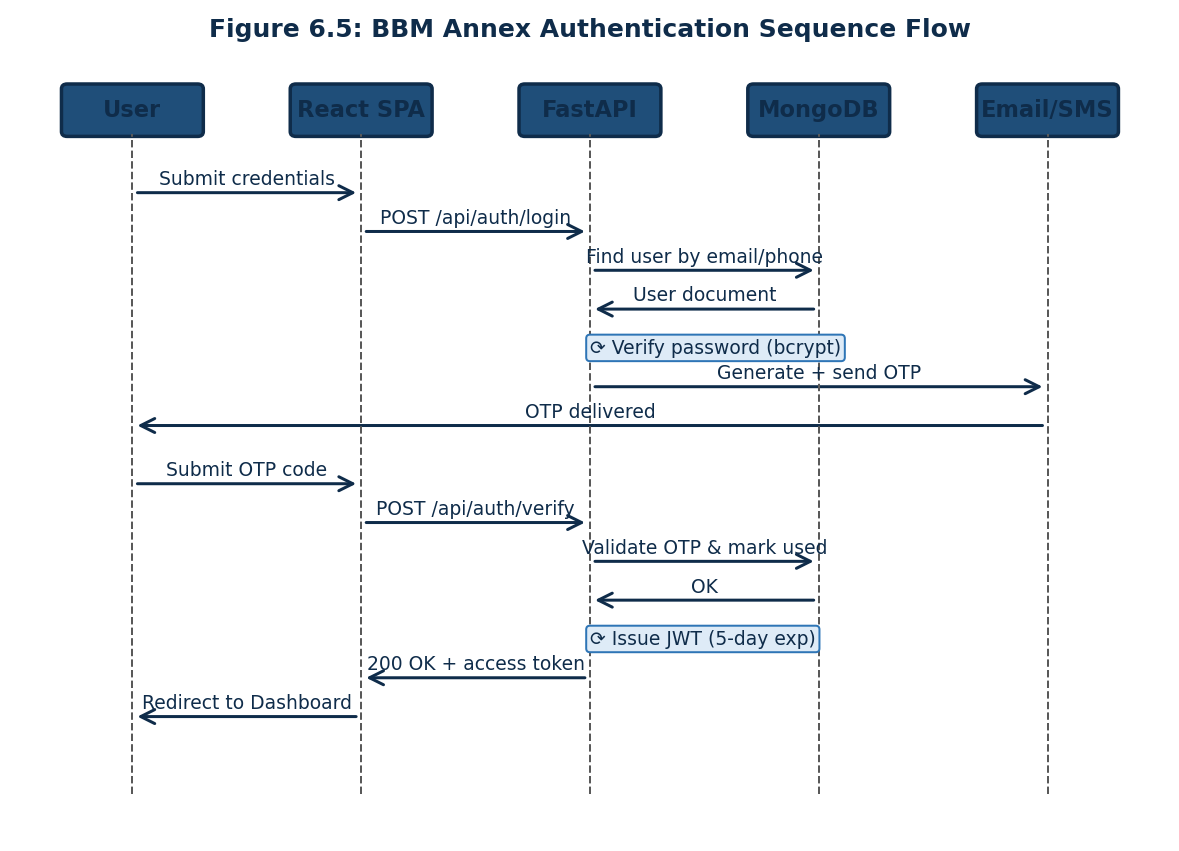 Figure 6.5: BBM Annex Authentication Sequence Flow
User
React SPA
FastAPI
MongoDB
Email/SMS
Submit credentials
POST /api/auth/login
Find user by email/phone
User document
⟳ Verify password (bcrypt)
Generate + send OTP
OTP delivered
Submit OTP code
POST /api/auth/verify
Validate OTP & mark used
OK
⟳ Issue JWT (5-day exp)
200 OK + access token
Redirect to Dashboard